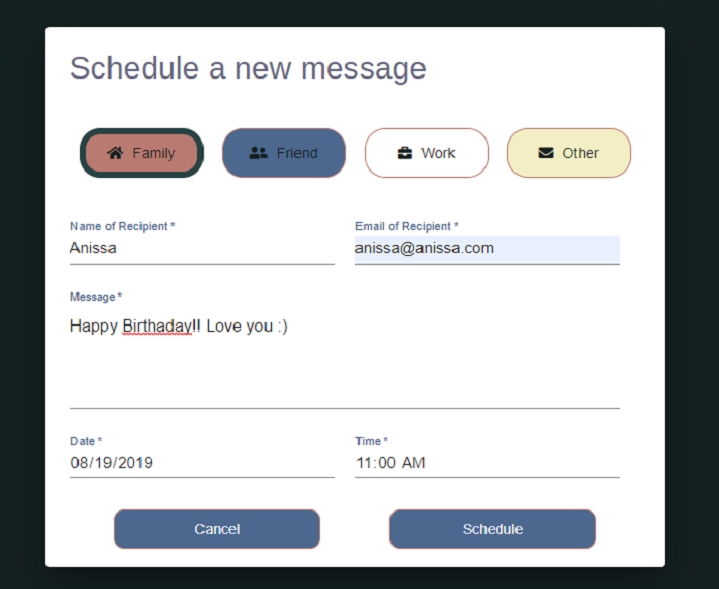 Schedule a new message
Family Friend Work Other
Name of Recipient * Email of Recipient *
Anissa anissa@anissa.com
Message *
Happy Birthaday!! Love you :)
Date * Time *
08/19/2019 11:00 AM
Cancel Schedule